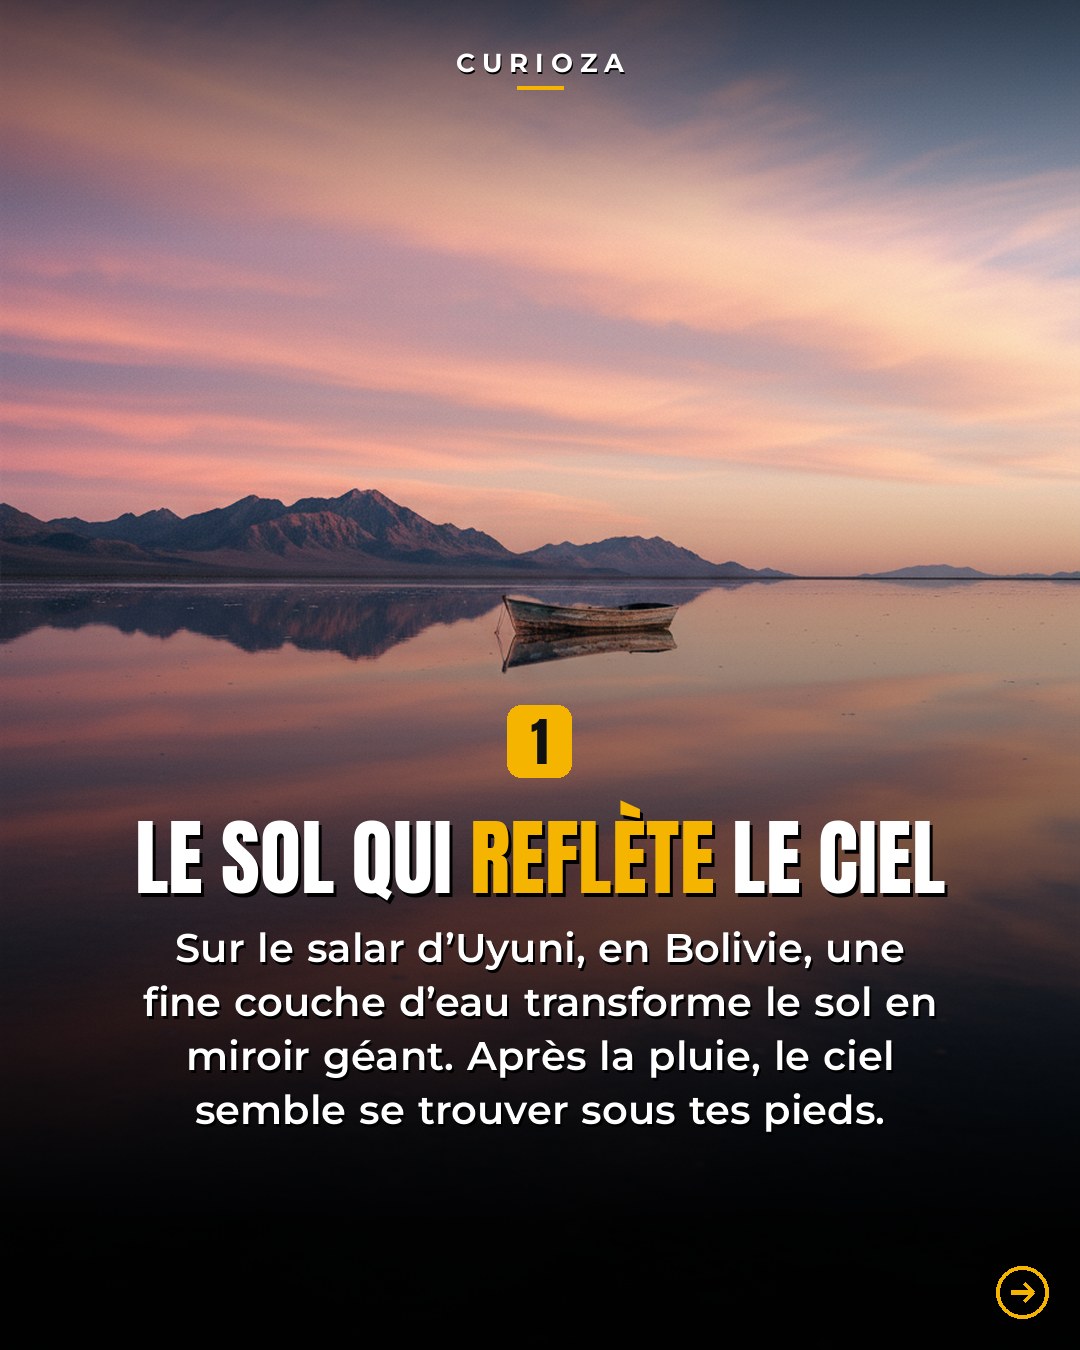 CURIOZA
1
LE SOL QUI REFLÈTE LE CIEL
Sur le salar d’Uyuni, en Bolivie, une
fine couche d’eau transforme le sol en
miroir géant. Après la pluie, le ciel
semble se trouver sous tes pieds.